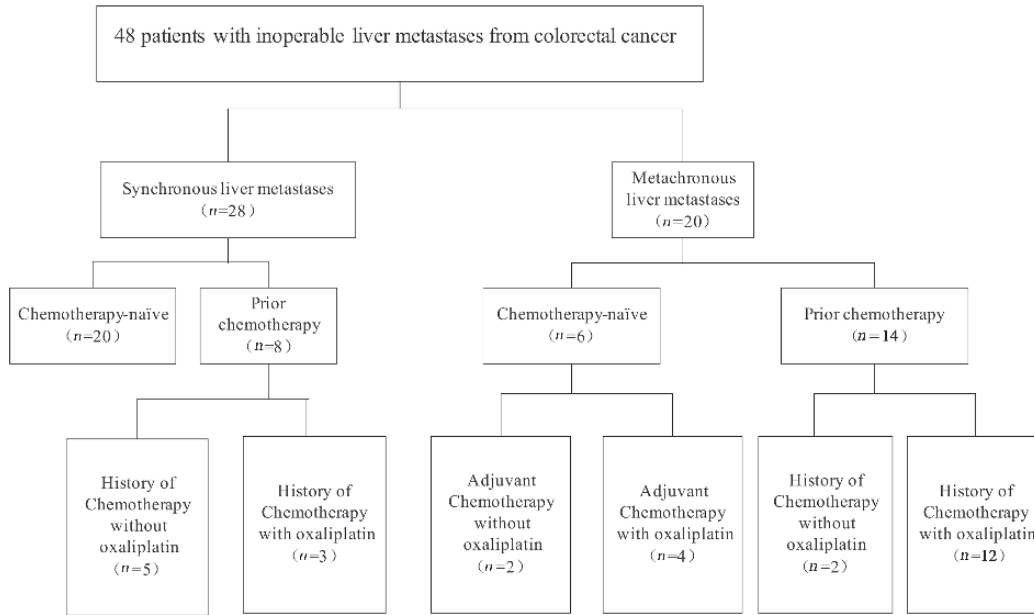 48 patients with inoperable liver metastases from colorectal cancer
Synchronous liver metastases
(n=28)
Metachronous
liver metastases
(n=20)
Chemotherapy-naïve
(n=20)
Prior
chemotherapy
(n=8)
Chemotherapy-naïve
(n=6)
Prior chemotherapy
(n=14)
History of
Chemotherapy
without
oxaliplatin
(n=5)
History of
Chemotherapy
with oxaliplatin
(n=3)
Adjuvant
Chemotherapy
without
oxaliplatin
(n=2)
Adjuvant
Chemotherapy
with oxaliplatin
(n=4)
History of
Chemotherapy
without
oxaliplatin
(n=2)
History of
Chemotherapy
with oxaliplatin
(n=12)